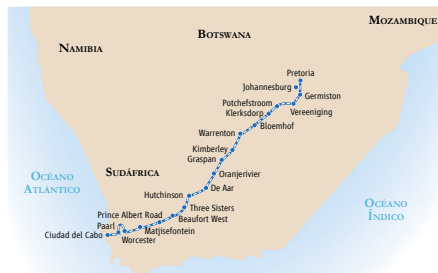 MOZAMBIQUE
BOTSWANA
NAMIBIA
Pretoria
Johannesburg
Germiston
Potchefstroom
Klerksdorp
Vereeniging
Bloemhof
Warrenton
Kimberley
Graspan
Oranjerivier
OCÉANO
ATLÁNTICO
SUDÁFRICA
De Aar
Hutchinson
OCÉANO
ÍNDICO
Three Sisters
Prince Albert Road
Beaufort West
Paarl
Matjisefontein
Worcester
Ciudad del Cabo